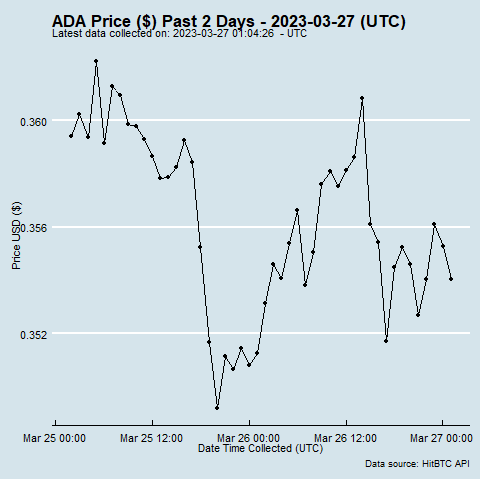 ADA Price ($) Past 2 Days - 2023-03-27 (UTC)
Latest data collected on: 2023-03-27 01:04:26 - UTC
0.360
0.356
0.352
Price USD ($)
Mar 25 00:00 Mar 25 12:00 Mar 26 00:00 Mar 26 12:00 Mar 27 00:00
Date Time Collected (UTC)
Data source: HitBTC API